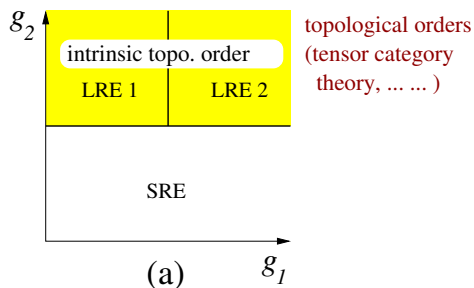 g2
intrinsic topo. order
LRE 1
LRE 2
SRE
(a)
g1
topological orders
(tensor category
theory, ... ... )